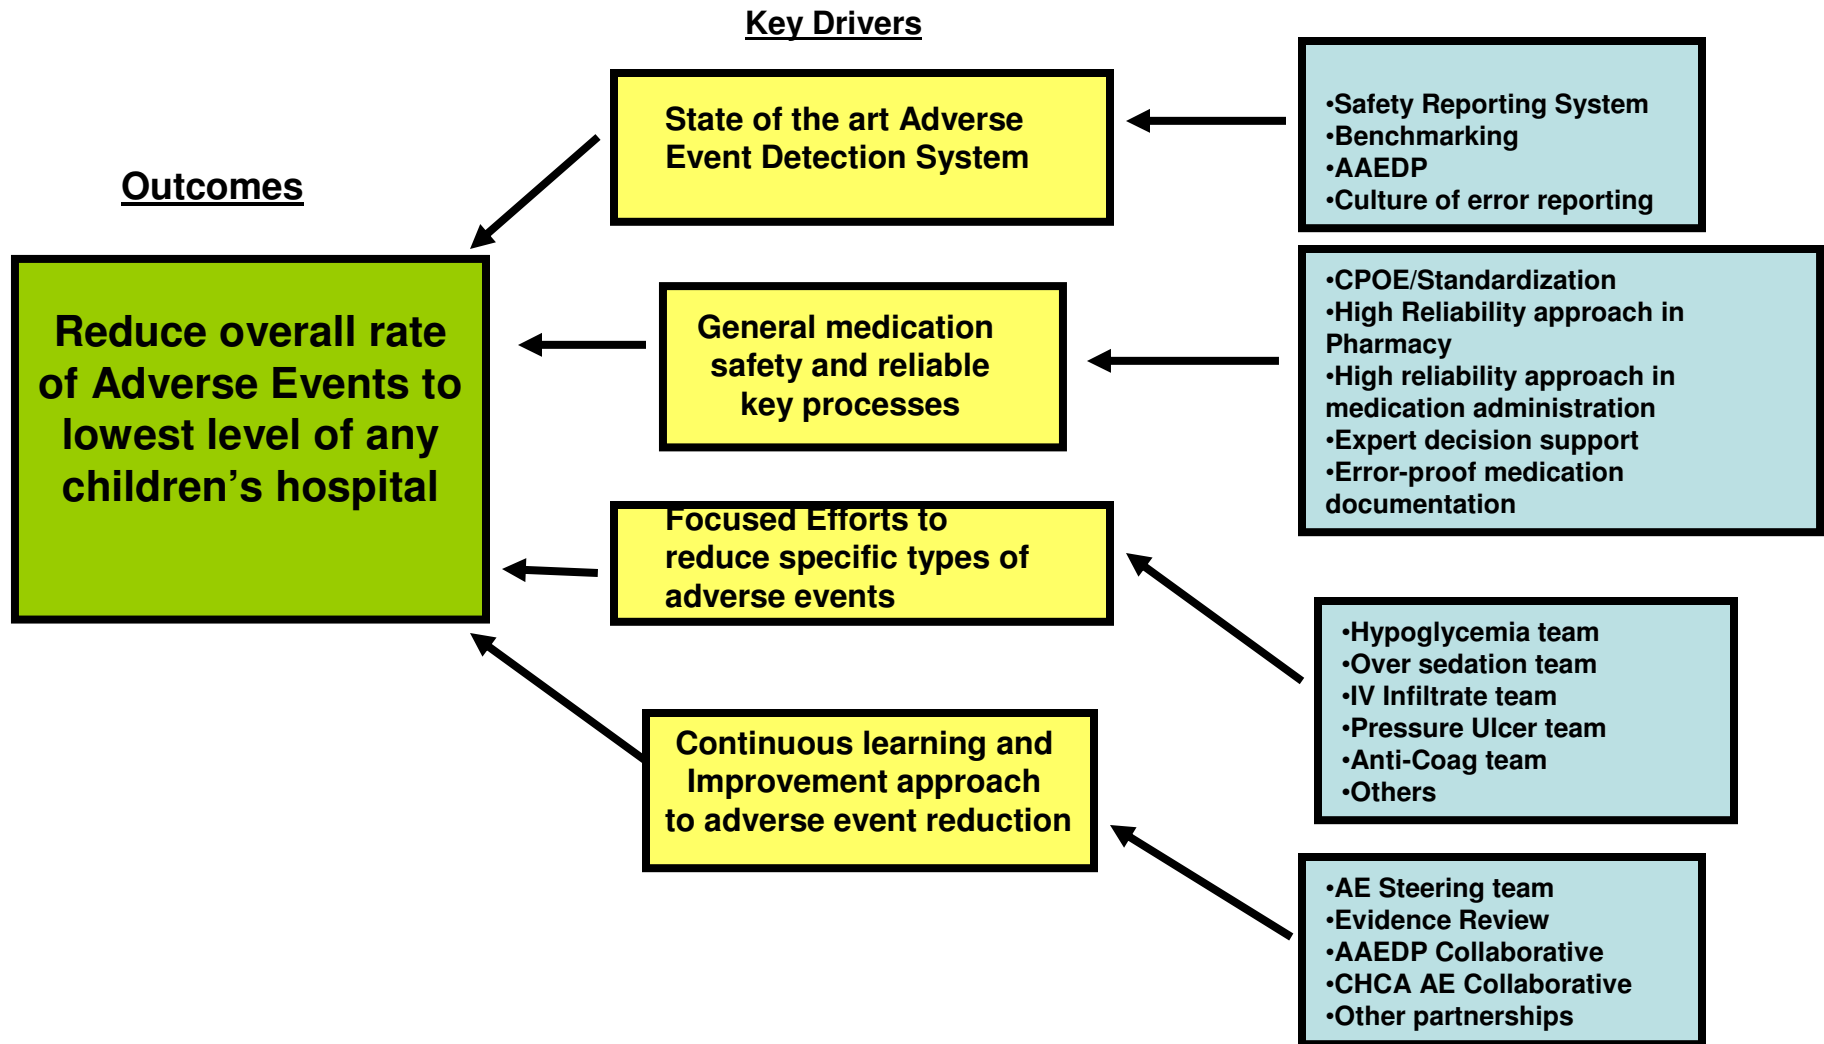 Key Drivers
Outcomes
Reduce overall rate
of Adverse Events to
lowest level of any
children’s hospital
State of the art Adverse
Event Detection System
General medication
safety and reliable
key processes
Focused Efforts to
reduce specific types of
adverse events
Continuous learning and
Improvement approach
to adverse event reduction
•Safety Reporting System
•Benchmarking
•AAEDP
•Culture of error reporting
•CPOE/Standardization
•High Reliability approach in
Pharmacy
•High reliability approach in
medication administration
•Expert decision support
•Error-proof medication
documentation
•Hypoglycemia team
•Over sedation team
•IV Infiltrate team
•Pressure Ulcer team
•Anti-Coag team
•Others
•AE Steering team
•Evidence Review
•AAEDP Collaborative
•CHCA AE Collaborative
•Other partnerships